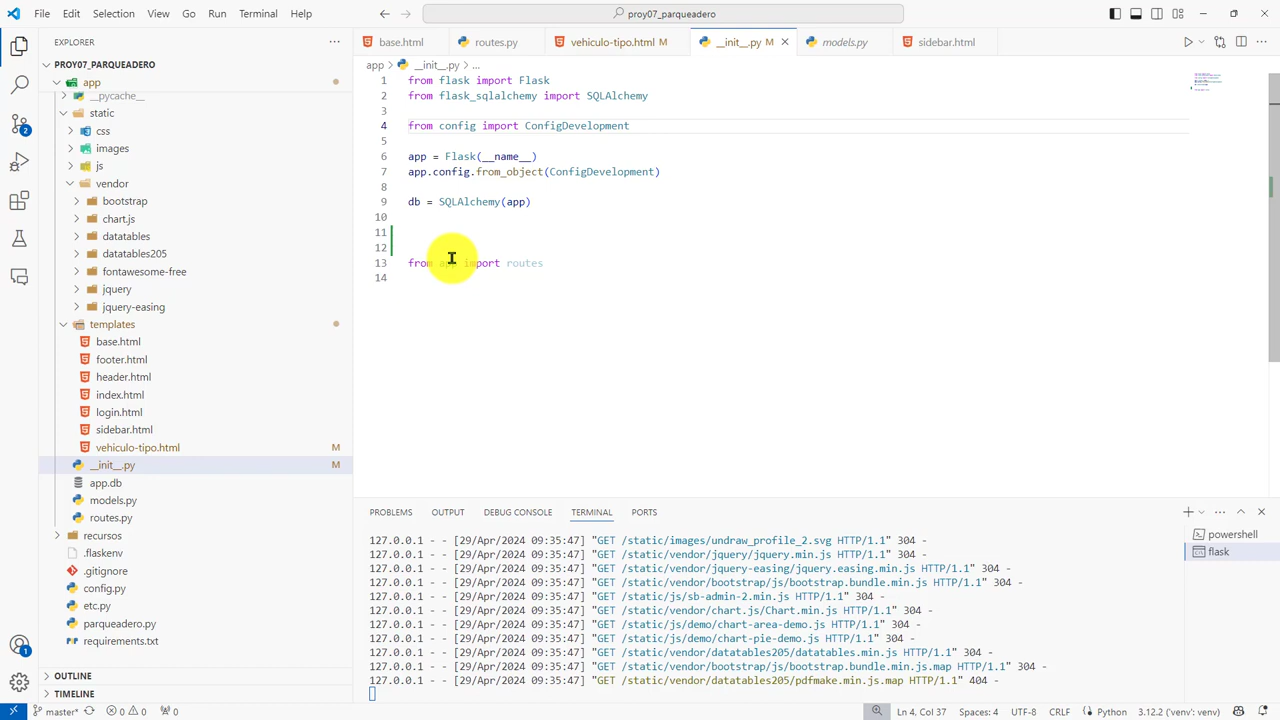 File Edit Selection View Go Run Terminal Help
proy07_parqueadero
EXPLORER
PROY07_PARQUEADERO
app
__pycache__
static
css
images
js
vendor
bootstrap
chart.js
datatables
datatables205
fontawesome-free
jquery
jquery-easing
templates
base.html
footer.html
header.html
index.html
login.html
sidebar.html
vehiculo-tipo.html M
__init__.py M
app.db
models.py
routes.py
recursos
.flaskenv
.gitignore
config.py
etc.py
parqueadero.py
requirements.txt
OUTLINE
TIMELINE
base.html routes.py vehiculo-tipo.html M __init__.py M models.py sidebar.html
app > __init__.py > ...
1 from flask import Flask
2 from flask_sqlalchemy import SQLAlchemy
3
4 from config import ConfigDevelopment
5
6 app = Flask(__name__)
7 app.config.from_object(ConfigDevelopment)
8
9 db = SQLAlchemy(app)
10
11
12
13 from app import routes
14
PROBLEMS OUTPUT DEBUG CONSOLE TERMINAL PORTS
127.0.0.1 - - [29/Apr/2024 09:35:47] "GET /static/images/undraw_profile_2.svg HTTP/1.1" 304 -
127.0.0.1 - - [29/Apr/2024 09:35:47] "GET /static/vendor/jquery/jquery.min.js HTTP/1.1" 304 -
127.0.0.1 - - [29/Apr/2024 09:35:47] "GET /static/vendor/jquery-easing/jquery.easing.min.js HTTP/1.1" 304 -
127.0.0.1 - - [29/Apr/2024 09:35:47] "GET /static/vendor/bootstrap/js/bootstrap.bundle.min.js HTTP/1.1" 304 -
127.0.0.1 - - [29/Apr/2024 09:35:47] "GET /static/js/sb-admin-2.min.js HTTP/1.1" 304 -
127.0.0.1 - - [29/Apr/2024 09:35:47] "GET /static/vendor/chart.js/Chart.min.js HTTP/1.1" 304 -
127.0.0.1 - - [29/Apr/2024 09:35:47] "GET /static/js/demo/chart-area-demo.js HTTP/1.1" 304 -
127.0.0.1 - - [29/Apr/2024 09:35:47] "GET /static/js/demo/chart-pie-demo.js HTTP/1.1" 304 -
127.0.0.1 - - [29/Apr/2024 09:35:47] "GET /static/vendor/datatables205/datatables.min.js HTTP/1.1" 304 -
127.0.0.1 - - [29/Apr/2024 09:35:47] "GET /static/vendor/bootstrap/js/bootstrap.bundle.min.js.map HTTP/1.1" 304 -
127.0.0.1 - - [29/Apr/2024 09:35:47] "GET /static/vendor/datatables205/pdfmake.min.js.map HTTP/1.1" 404 -
powershell
flask
2
1
master* 0 0 0 Ln 4, Col 37 Spaces: 4 UTF-8 CRLF Python 3.12.2 ('venv': venv)